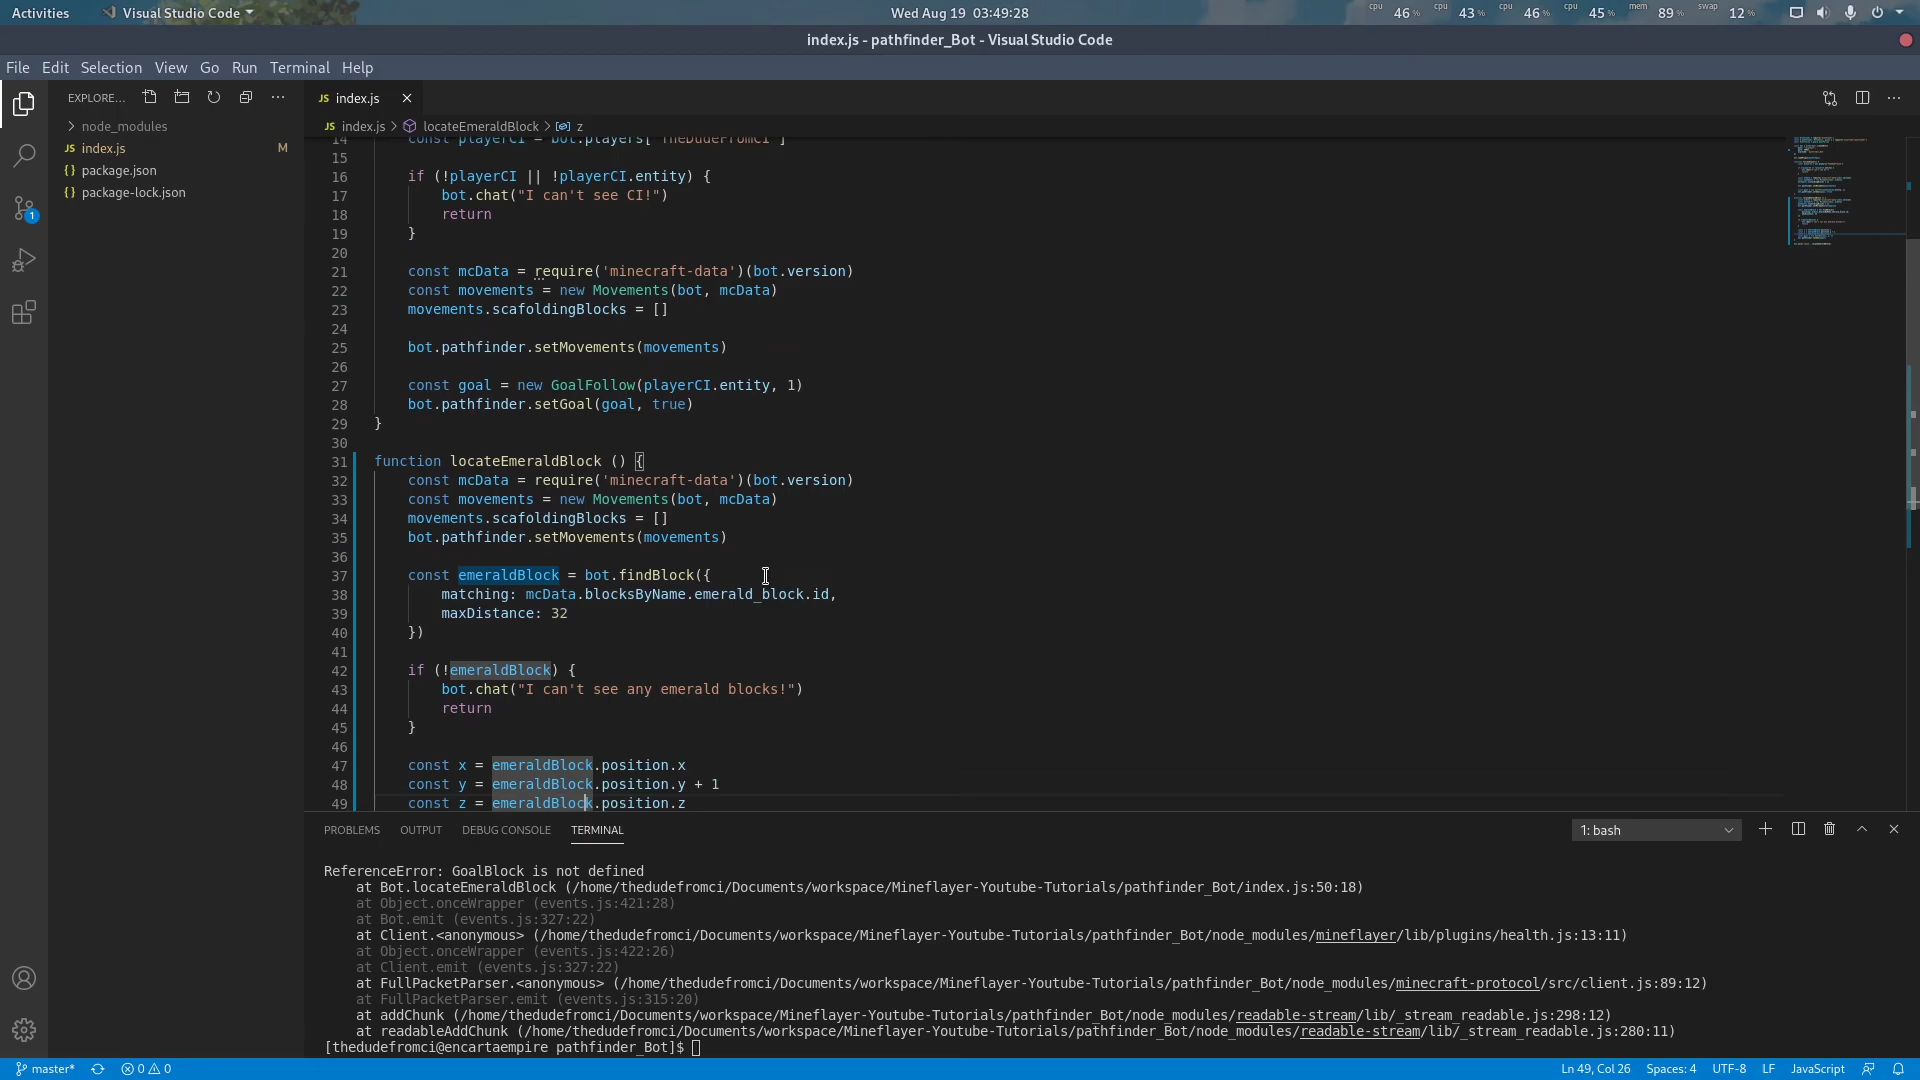 Activities
Visual Studio Code
Wed Aug 19 03:49:28
cpu 46 % cpu 43 % cpu 46 % cpu 45 % mem 89 % swap 12 %
index.js - pathfinder_Bot - Visual Studio Code
File Edit Selection View Go Run Terminal Help
EXPLORE...
node_modules
JS index.js M
{} package.json
{} package-lock.json
1
JS index.js
JS index.js > locateEmeraldBlock > z
14 const playerCI = bot.players['TheDudeFromCI']
15
16 if (!playerCI || !playerCI.entity) {
17 bot.chat("I can't see CI!")
18 return
19 }
20
21 const mcData = require('minecraft-data')(bot.version)
22 const movements = new Movements(bot, mcData)
23 movements.scafoldingBlocks = []
24
25 bot.pathfinder.setMovements(movements)
26
27 const goal = new GoalFollow(playerCI.entity, 1)
28 bot.pathfinder.setGoal(goal, true)
29 }
30
31 function locateEmeraldBlock () {
32 const mcData = require('minecraft-data')(bot.version)
33 const movements = new Movements(bot, mcData)
34 movements.scafoldingBlocks = []
35 bot.pathfinder.setMovements(movements)
36
37 const emeraldBlock = bot.findBlock({
38 matching: mcData.blocksByName.emerald_block.id,
39 maxDistance: 32
40 })
41
42 if (!emeraldBlock) {
43 bot.chat("I can't see any emerald blocks!")
44 return
45 }
46
47 const x = emeraldBlock.position.x
48 const y = emeraldBlock.position.y + 1
49 const z = emeraldBlock.position.z
PROBLEMS OUTPUT DEBUG CONSOLE TERMINAL
1: bash
ReferenceError: GoalBlock is not defined
at Bot.locateEmeraldBlock (/home/thedudefromci/Documents/workspace/Mineflayer-Youtube-Tutorials/pathfinder_Bot/index.js:50:18)
at Object.onceWrapper (events.js:421:28)
at Bot.emit (events.js:327:22)
at Client.<anonymous> (/home/thedudefromci/Documents/workspace/Mineflayer-Youtube-Tutorials/pathfinder_Bot/node_modules/mineflayer/lib/plugins/health.js:13:11)
at Object.onceWrapper (events.js:422:26)
at Client.emit (events.js:327:22)
at FullPacketParser.<anonymous> (/home/thedudefromci/Documents/workspace/Mineflayer-Youtube-Tutorials/pathfinder_Bot/node_modules/minecraft-protocol/src/client.js:89:12)
at FullPacketParser.emit (events.js:315:20)
at addChunk (/home/thedudefromci/Documents/workspace/Mineflayer-Youtube-Tutorials/pathfinder_Bot/node_modules/readable-stream/lib/_stream_readable.js:298:12)
at readableAddChunk (/home/thedudefromci/Documents/workspace/Mineflayer-Youtube-Tutorials/pathfinder_Bot/node_modules/readable-stream/lib/_stream_readable.js:280:11)
[thedudefromci@encartaempire pathfinder_Bot]$
master* 0 0
Ln 49, Col 26 Spaces: 4 UTF-8 LF JavaScript